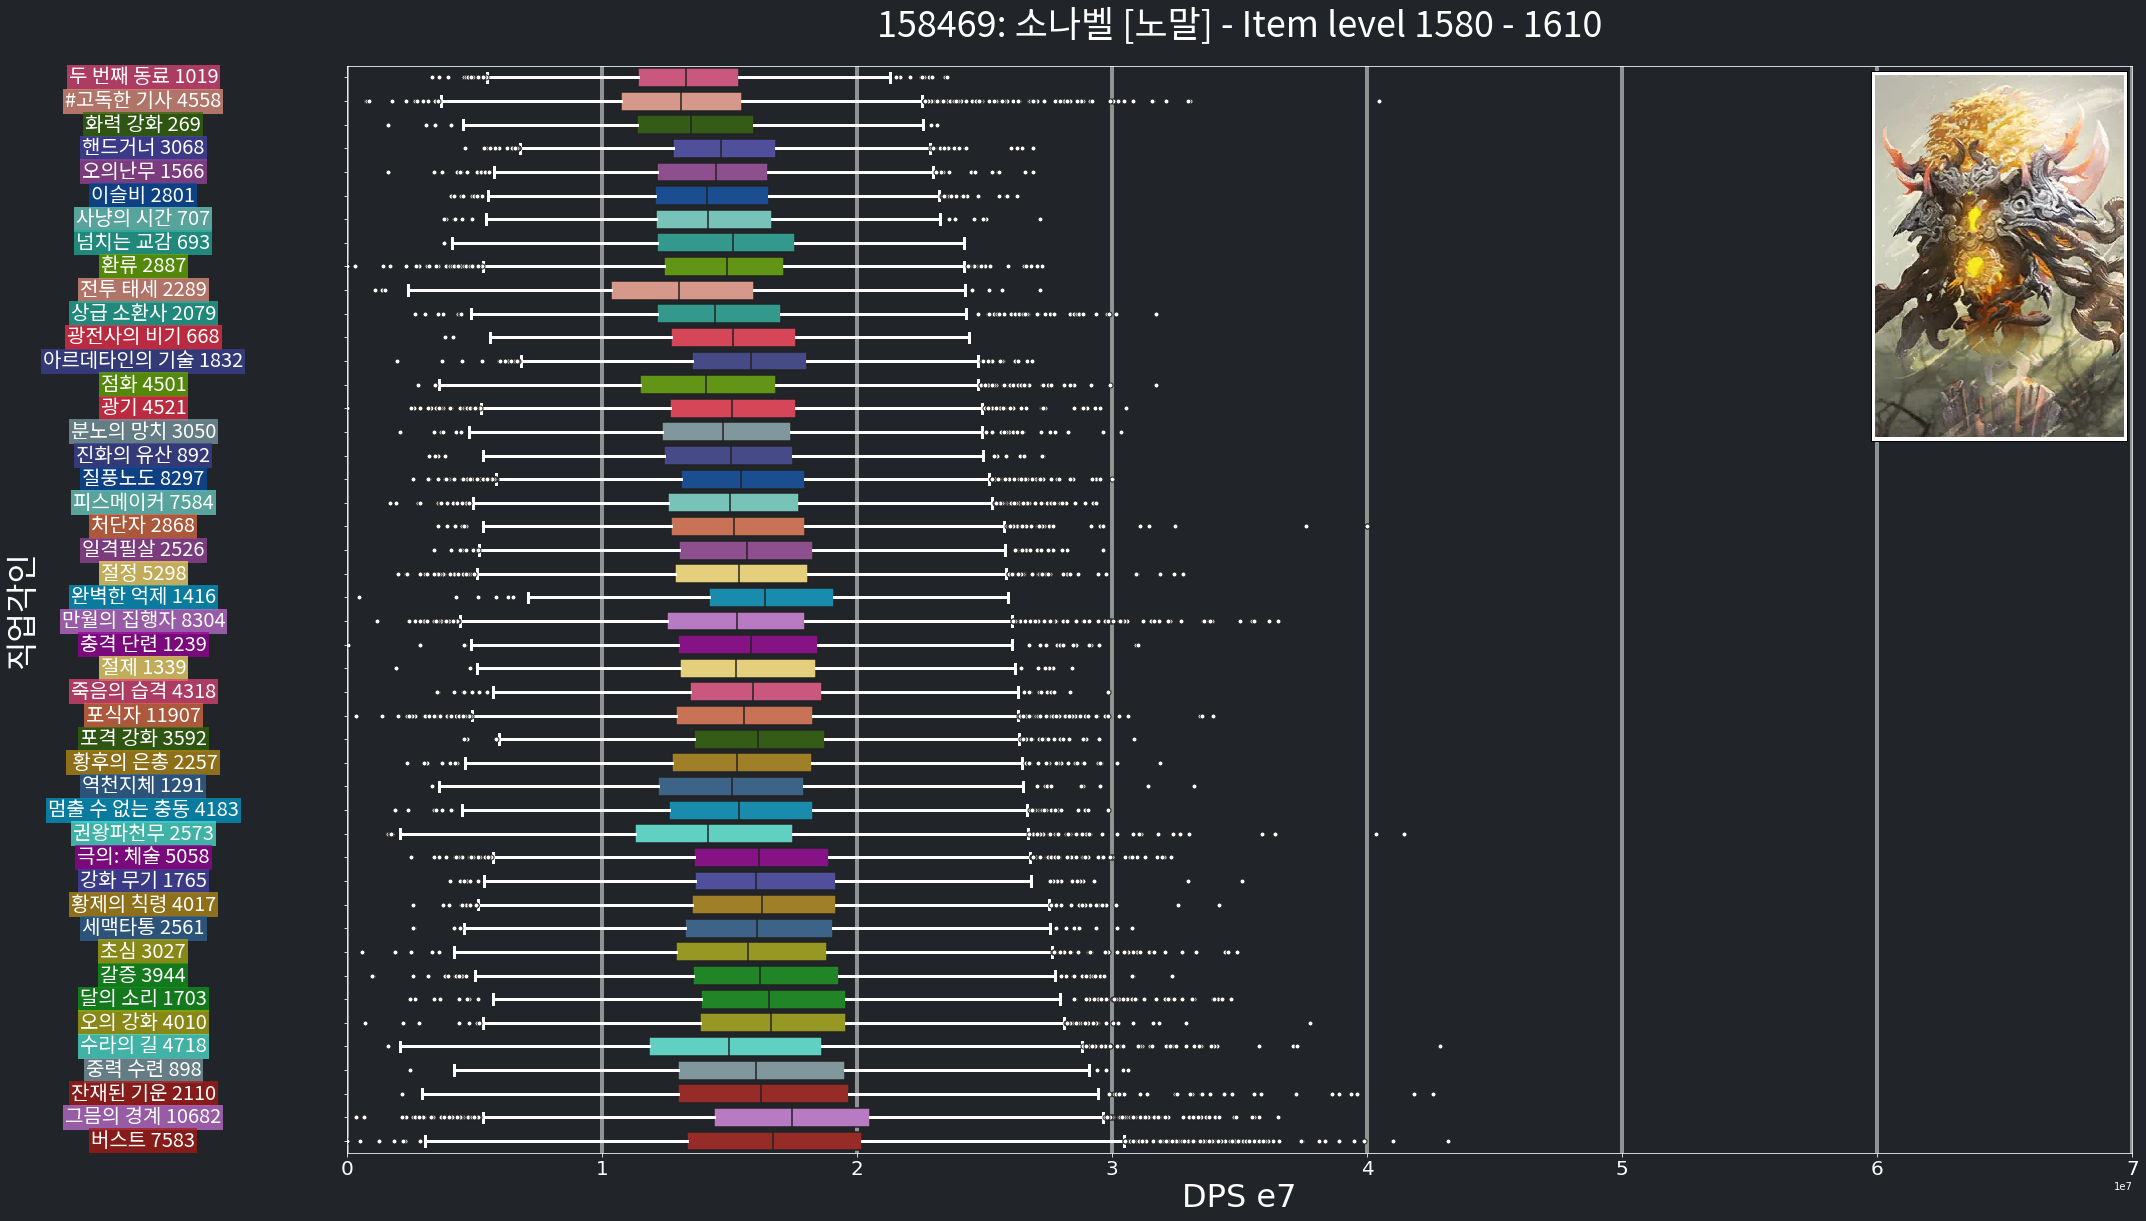 158469: 소나벨 [노말] - Item level 1580 - 1610
두 번째 동료 1019
#고독한 기사 4558
화력 강화 269
핸드거너 3068
오의난무 1566
이슬비 2801
사냥의 시간 707
넘치는 교감 693
환류 2887
전투 태세 2289
상급 소환사 2079
광전사의 비기 668
아르데타인의 기술 1832
점화 4501
광기 4521
분노의 망치 3050
진화의 유산 892
질풍노도 8297
피스메이커 7584
처단자 2868
일격필살 2526
절정 5298
완벽한 억제 1416
만월의 집행자 8304
충격 단련 1239
절제 1339
죽음의 습격 4318
포식자 11907
포격 강화 3592
황후의 은총 2257
역천지체 1291
멈출 수 없는 충동 4183
권왕파천무 2573
극의: 체술 5058
강화 무기 1765
황제의 칙령 4017
세맥타통 2561
초심 3027
갈증 3944
달의 소리 1703
오의 강화 4010
수라의 길 4718
중력 수련 898
잔재된 기운 2110
그믐의 경계 10682
버스트 7583
직업각인
0 1 2 3 4 5 6 7
DPS e7
1e7